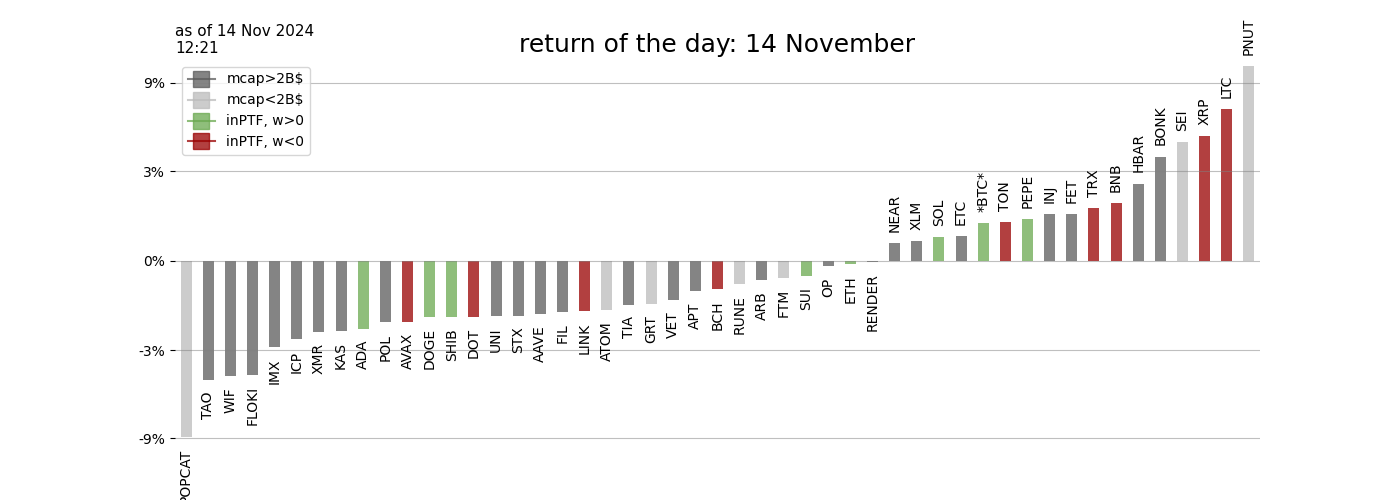 as of 14 Nov 2024
12:21
return of the day: 14 November
mcap>2B$
mcap<2B$
inPTF, w>0
inPTF, w<0
9%
3%
0%
-3%
-9%
POPCAT
TAO
WIF
FLOKI
IMX
ICP
XMR
KAS
ADA
POL
AVAX
DOGE
SHIB
DOT
UNI
STX
AAVE
FIL
LINK
ATOM
TIA
GRT
VET
APT
BCH
RUNE
ARB
FTM
SUI
OP
ETH
RENDER
NEAR
XLM
SOL
ETC
*BTC*
TON
PEPE
INJ
FET
TRX
BNB
HBAR
BONK
SEI
XRP
LTC
PNUT